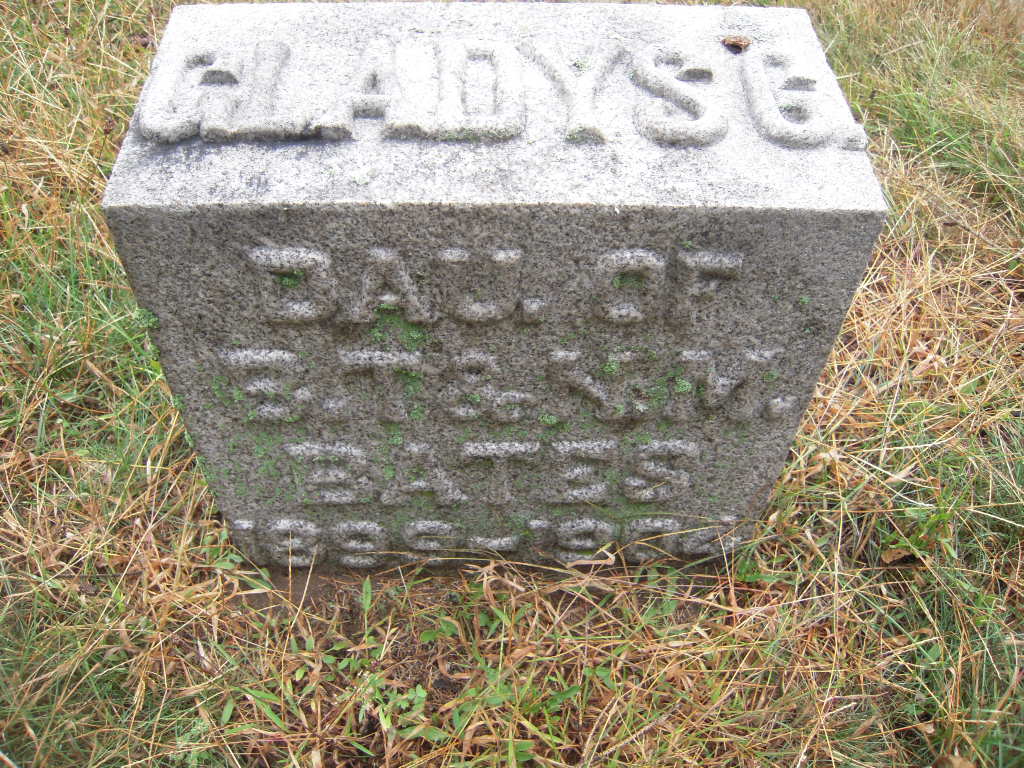 GLADYS G
DAU. OF
B.T. & N.M.
BATES